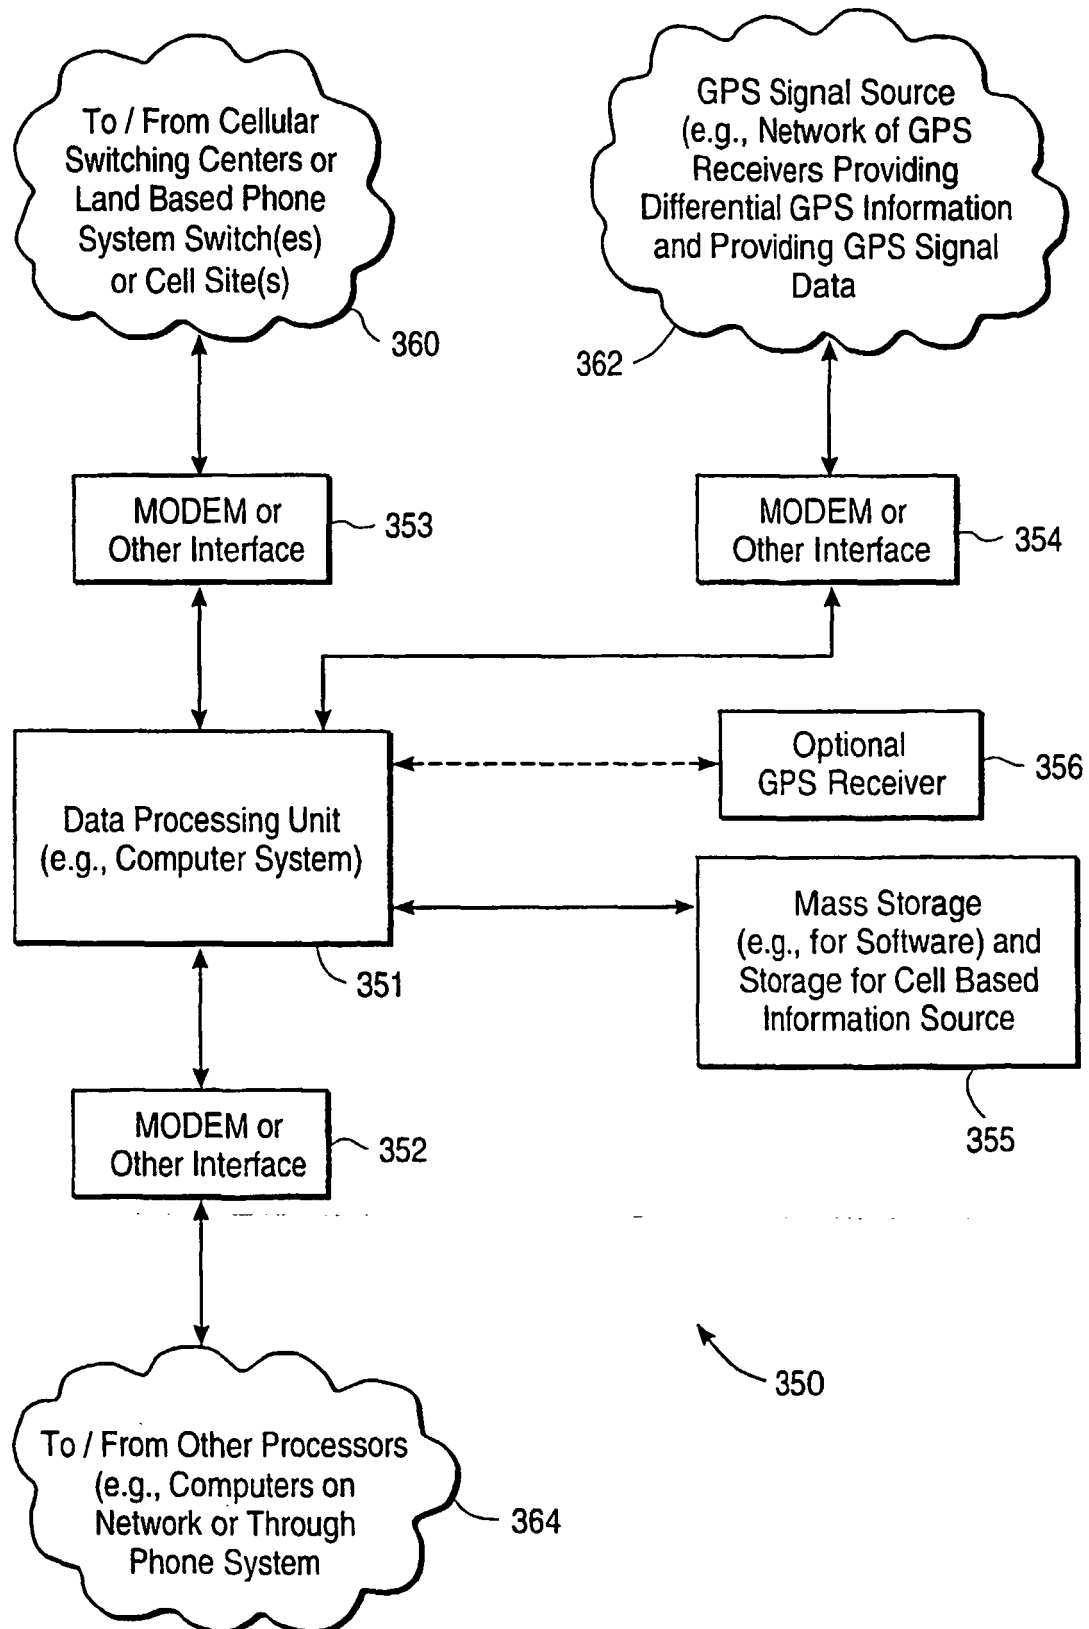 To / From Cellular
Switching Centers or
Land Based Phone
System Switch(es)
or Cell Site(s)
360
GPS Signal Source
(e.g., Network of GPS
Receivers Providing
Differential GPS Information
and Providing GPS Signal
Data
362
MODEM or
Other Interface
353
MODEM or
Other Interface
354
Data Processing Unit
(e.g., Computer System)
351
Optional
GPS Receiver
356
Mass Storage
(e.g., for Software) and
Storage for Cell Based
Information Source
355
MODEM or
Other Interface
352
350
To / From Other Processors
(e.g., Computers on
Network or Through
Phone System
364